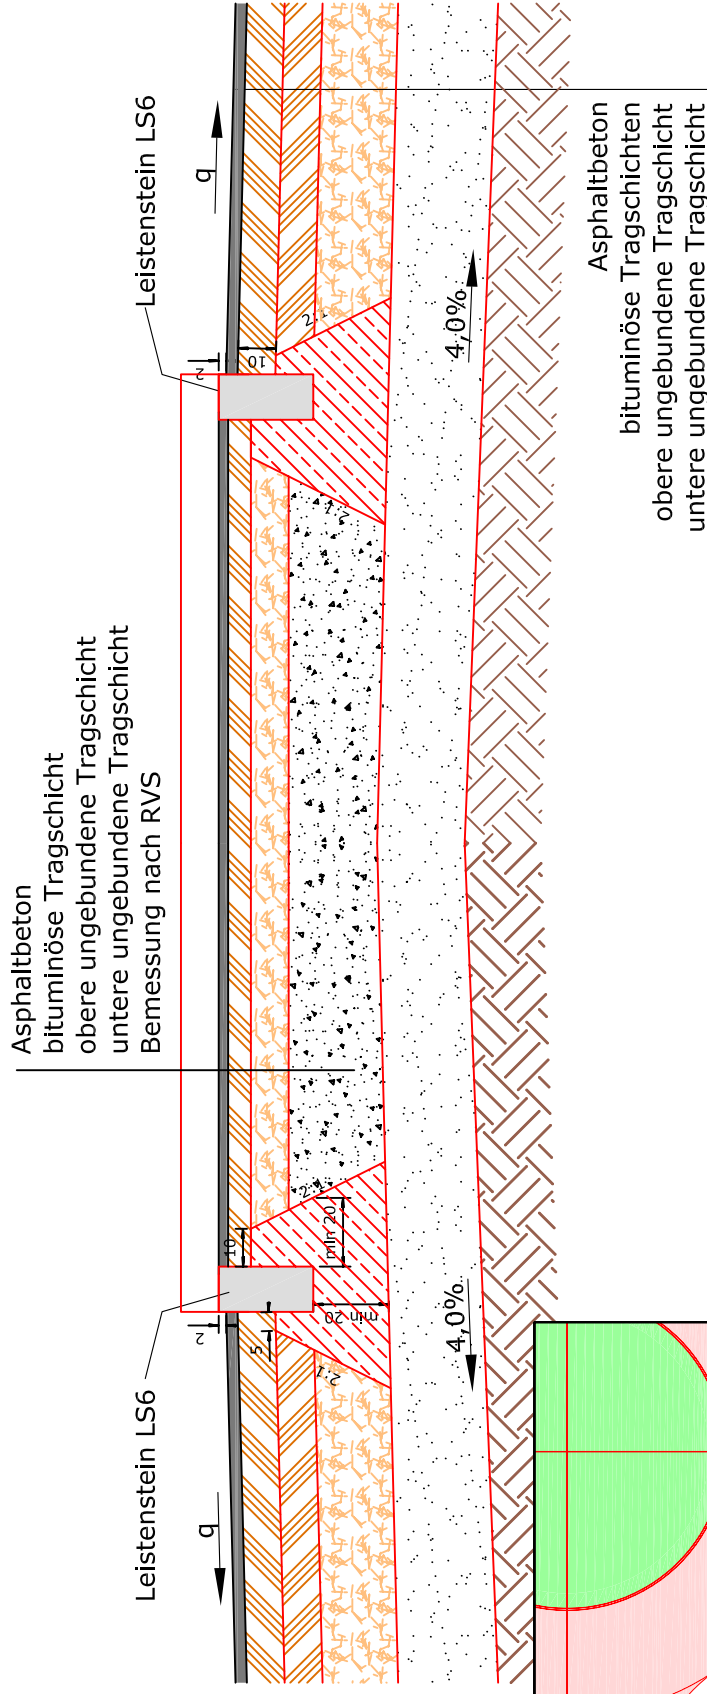 Asphaltbeton
bituminöse Tragschicht
obere ungebundene Tragschicht
untere ungebundene Tragschicht
Bemessung nach RVS
Leistenstein LS6
Leistenstein LS6
q
q
2
2
5
10
10
min 20
min 20
2:1
2:1
2:1
2:1
4,0%
4,0%
Asphaltbeton
bituminöse Tragschichten
obere ungebundene Tragschicht
untere ungebundene Tragschicht